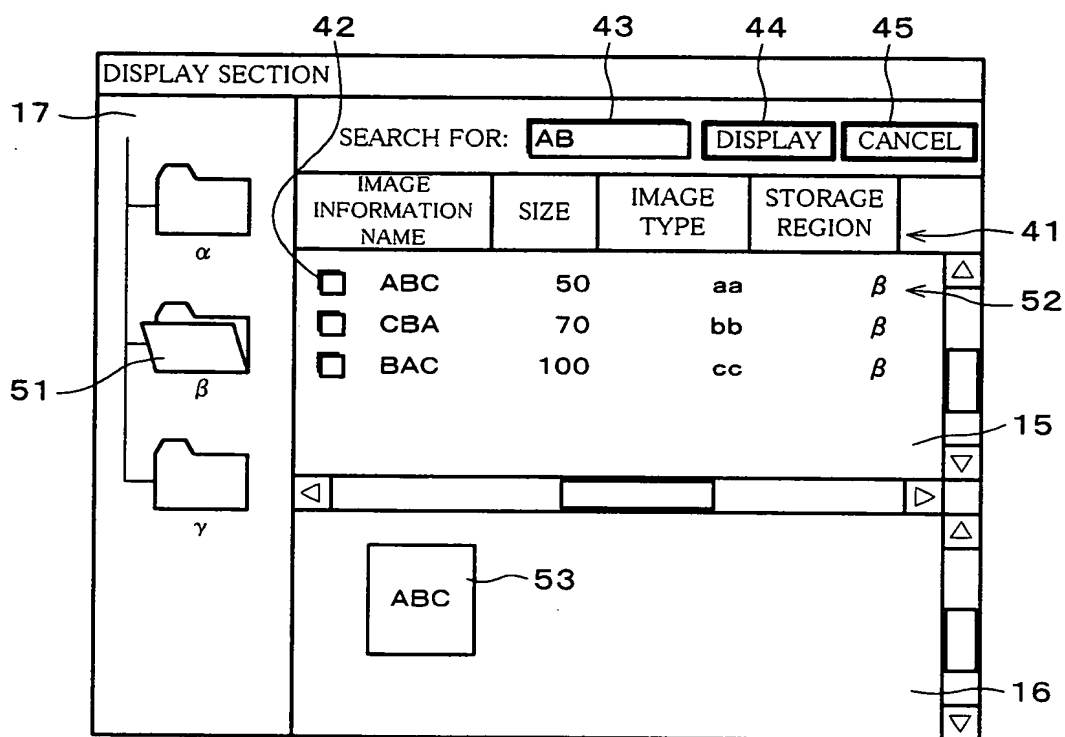 42 43 44 45
DISPLAY SECTION
17
SEARCH FOR: AB DISPLAY CANCEL
IMAGE INFORMATION NAME
SIZE
IMAGE TYPE
STORAGE REGION
41
α
ABC 50 aa β
52
CBA 70 bb β
BAC 100 cc β
51
β
15
γ
ABC
53
16